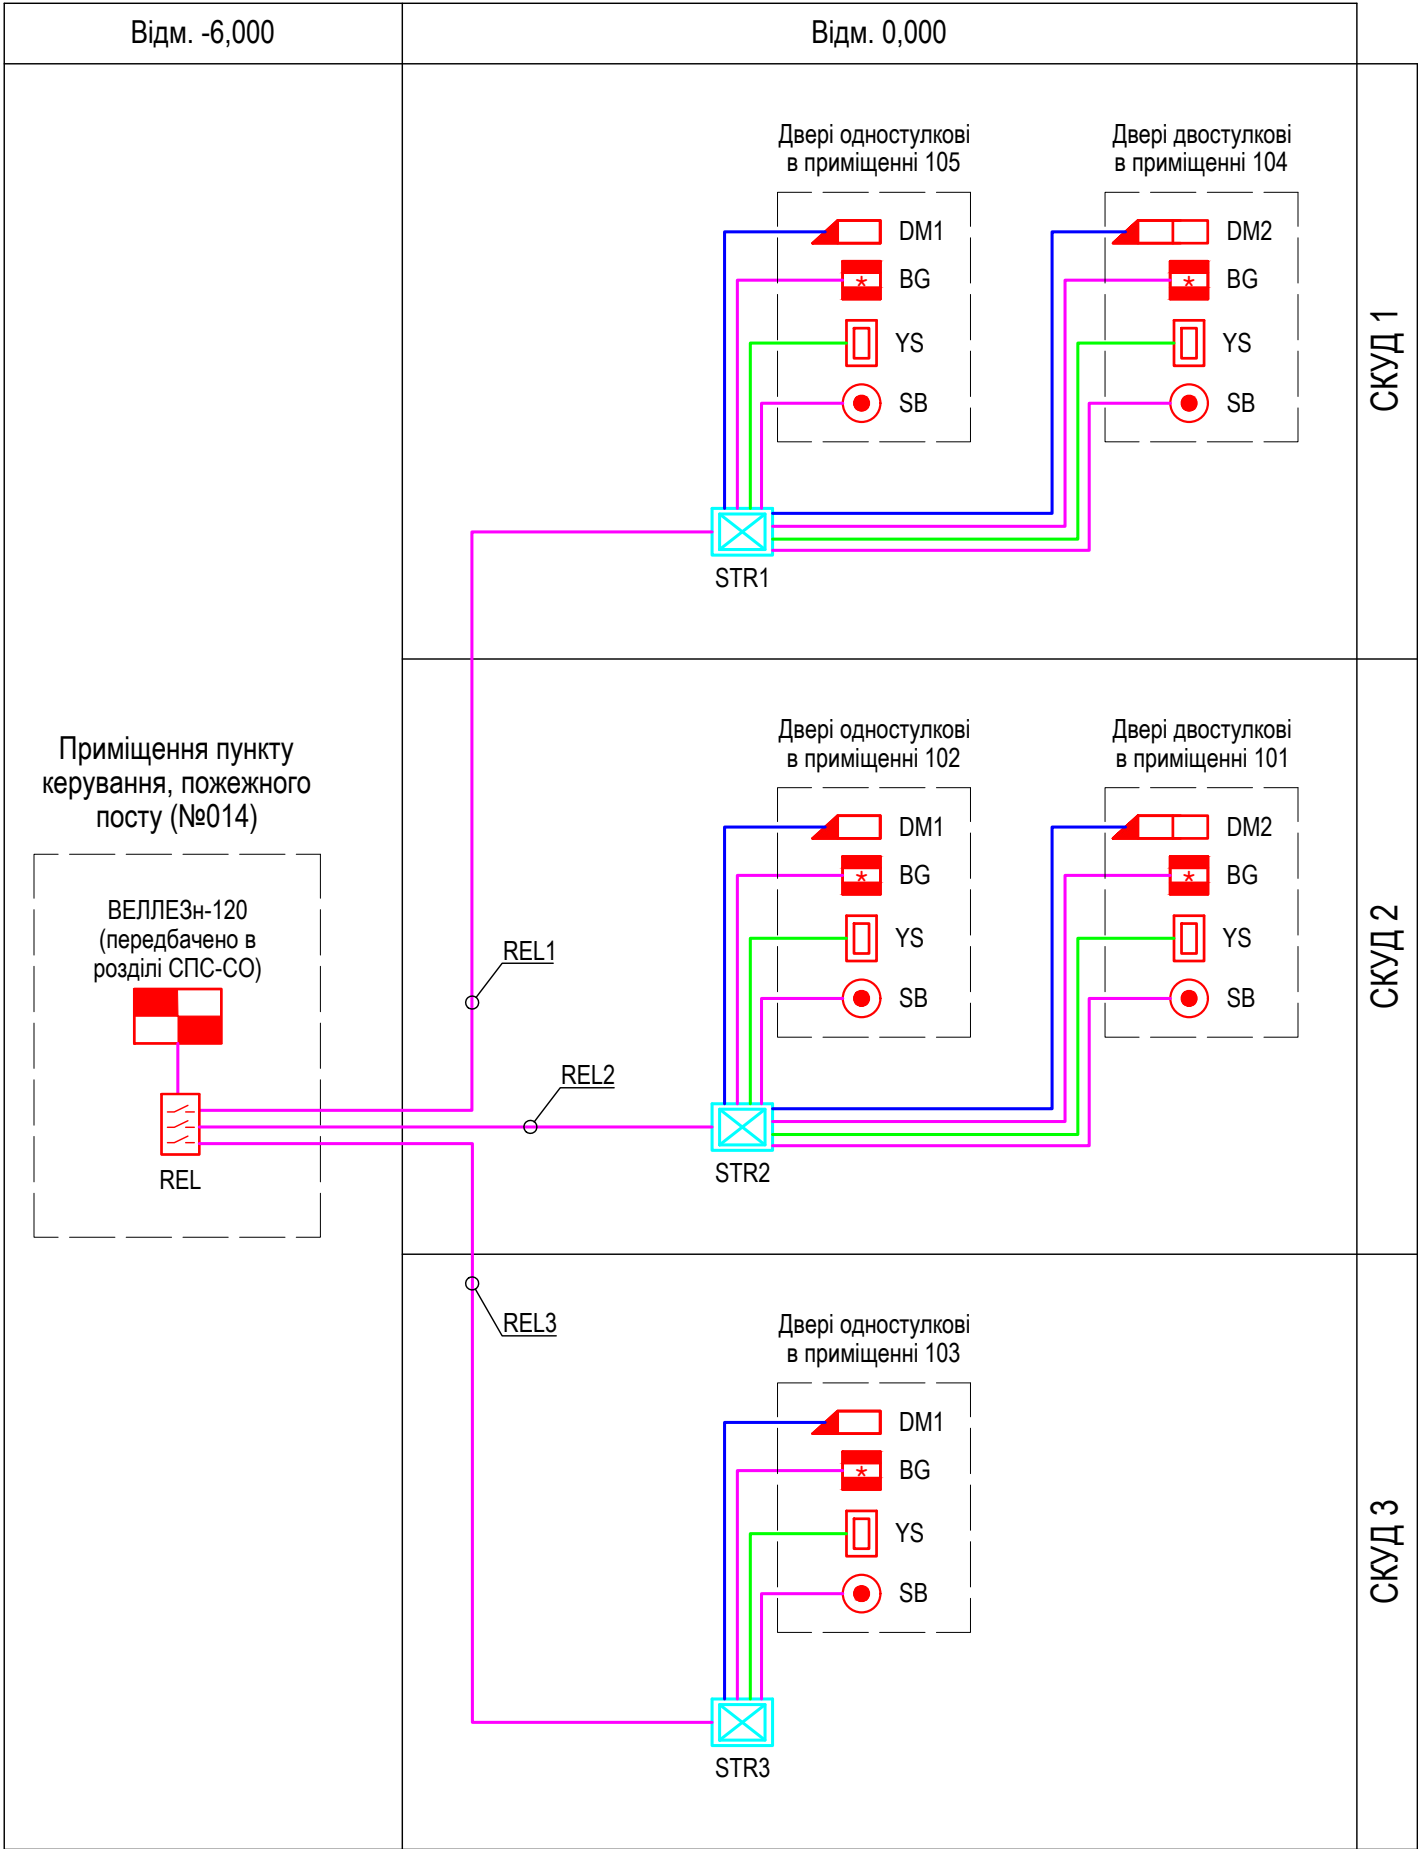 Відм. -6,000
Відм. 0,000
Двері одностулкові
в приміщенні 105
DM1
BG
YS
SB
Двері двостулкові
в приміщенні 104
DM2
BG
YS
SB
STR1
СКУД 1
Приміщення пункту
керування, пожежного
посту (№014)
ВЕЛЛЕЗн-120
(передбачено в
розділі СПС-СО)
REL
REL1
REL2
REL3
Двері одностулкові
в приміщенні 102
DM1
BG
YS
SB
Двері двостулкові
в приміщенні 101
DM2
BG
YS
SB
STR2
СКУД 2
Двері одностулкові
в приміщенні 103
DM1
BG
YS
SB
STR3
СКУД 3